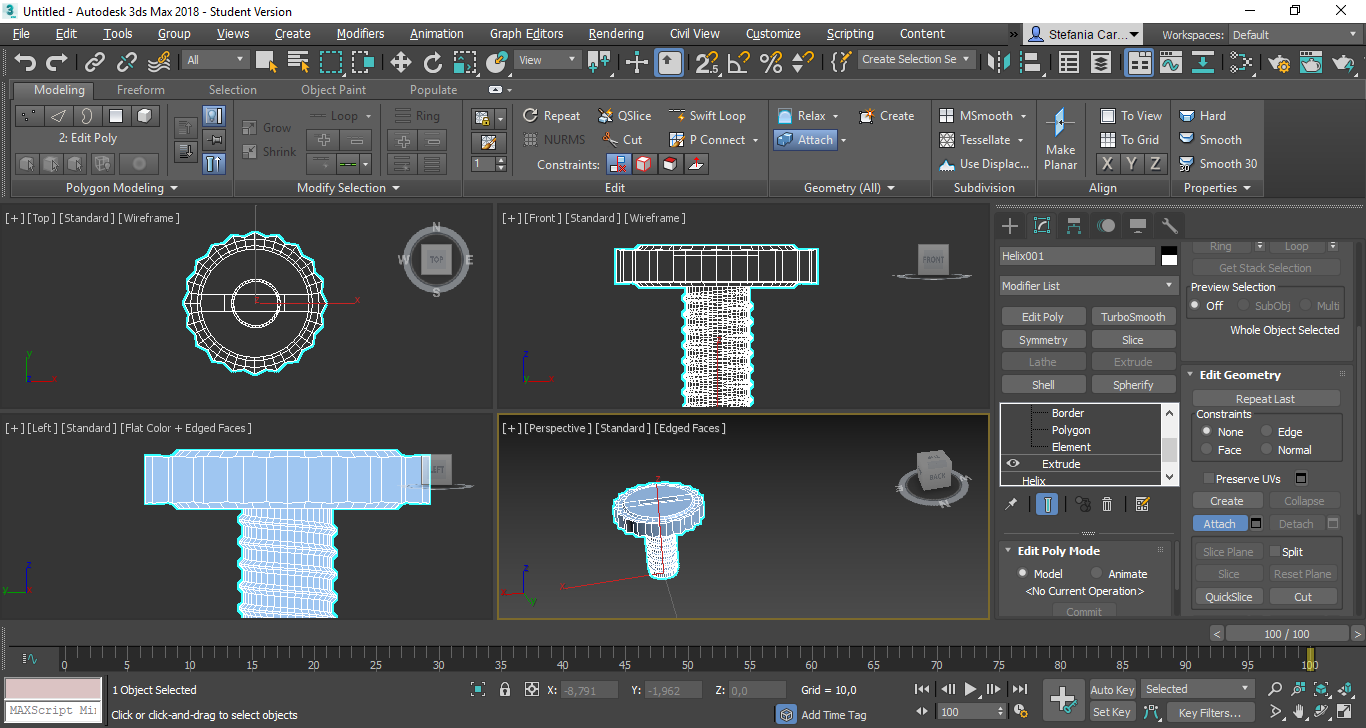 Untitled - Autodesk 3ds Max 2018 - Student Version
File Edit Tools Group Views Create Modifiers Animation Graph Editors Rendering Civil View Customize Scripting Content » Stefania Car... Workspaces: Default
All View Create Selection Se
Modeling Freeform Selection Object Paint Populate
2: Edit Poly
Grow
Shrink
Loop
Ring
1
Repeat QSlice Swift Loop
NURMS Cut P Connect
Constraints:
Relax Create
Attach
MSmooth
Tessellate
Use Displac...
Make Planar
To View
To Grid
X Y Z
Hard
Smooth
Smooth 30
Polygon Modeling Modify Selection Edit Geometry (All) Subdivision Align Properties
[+] [Top] [Standard] [Wireframe]
N
W TOP E
S
x
y
z x
[+] [Front] [Standard] [Wireframe]
FRONT
z
y x
[+] [Left] [Standard] [Flat Color + Edged Faces]
z
y
[+] [Perspective] [Standard] [Edged Faces]
BACK
N
z
Helix001
Modifier List
Edit Poly TurboSmooth
Symmetry Slice
Lathe Extrude
Shell Spherify
Border
Polygon
Element
Extrude
Helix
Edit Poly Mode
Model Animate
<No Current Operation>
Commit
Ring Loop
Get Stack Selection
Preview Selection
Off SubObj Multi
Whole Object Selected
Edit Geometry
Repeat Last
Constraints
None Edge
Face Normal
Preserve UVs
Create Collapse
Attach Detach
Slice Plane Split
Slice Reset Plane
QuickSlice Cut
< 100 / 100 >
0 5 10 15 20 25 30 35 40 45 50 55 60 65 70 75 80 85 90 95 100
MAXScript Mi
1 Object Selected
Click or click-and-drag to select objects
X: -8,791 Y: -1,962 Z: 0,0 Grid = 10,0
Add Time Tag
100
Auto Key Selected
Set Key Key Filters...